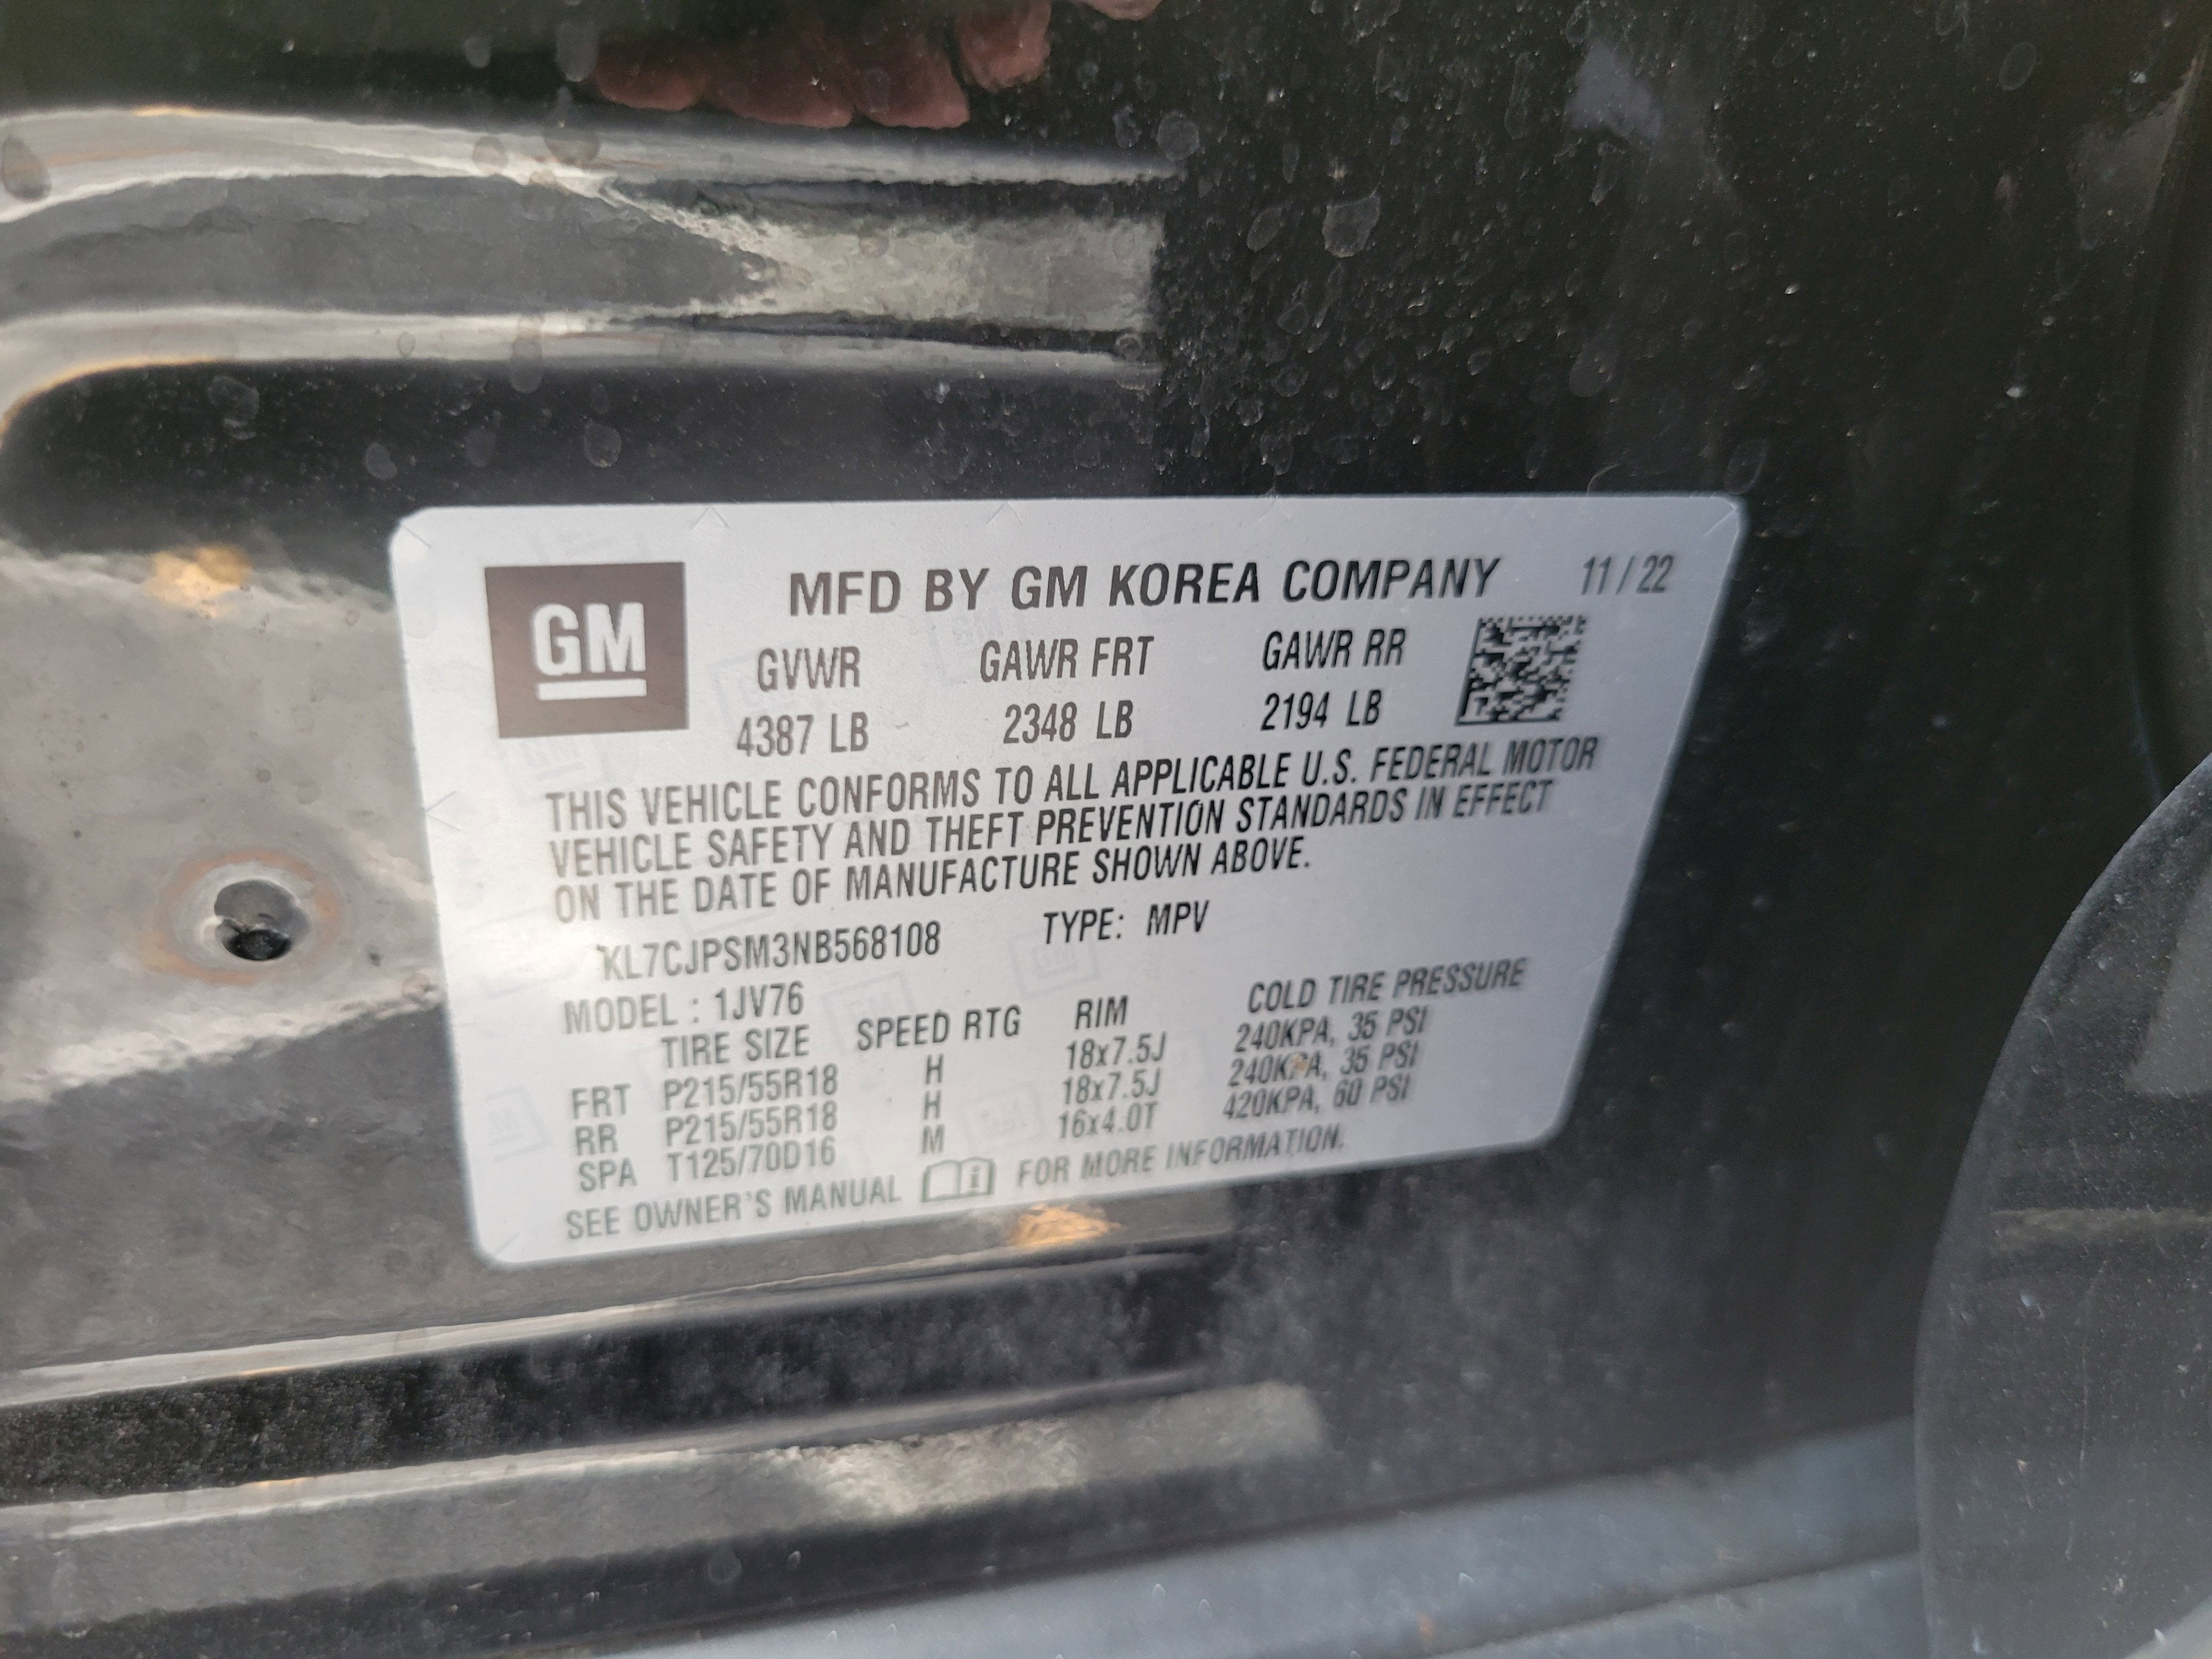 GM
MFD BY GM KOREA COMPANY 11/22
GVWR GAWR FRT GAWR RR
4387 LB 2348 LB 2194 LB
THIS VEHICLE CONFORMS TO ALL APPLICABLE U.S. FEDERAL MOTOR
VEHICLE SAFETY AND THEFT PREVENTION STANDARDS IN EFFECT
ON THE DATE OF MANUFACTURE SHOWN ABOVE.
KL7CJPSM3NB568108 TYPE: MPV
MODEL : 1JV76
TIRE SIZE SPEED RTG RIM COLD TIRE PRESSURE
FRT P215/55R18 H 18x7.5J 240KPA, 35 PSI
RR P215/55R18 H 18x7.5J 240KPA, 35 PSI
SPA T125/70D16 M 16x4.0T 420KPA, 60 PSI
SEE OWNER'S MANUAL i FOR MORE INFORMATION.